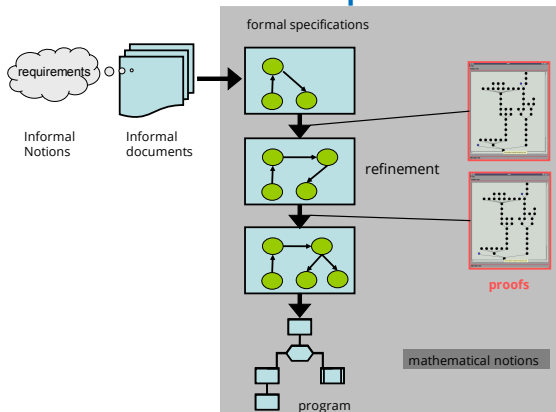 formal specifications
requirements
Informal
Notions
Informal
documents
refinement
proofs
mathematical notions
program